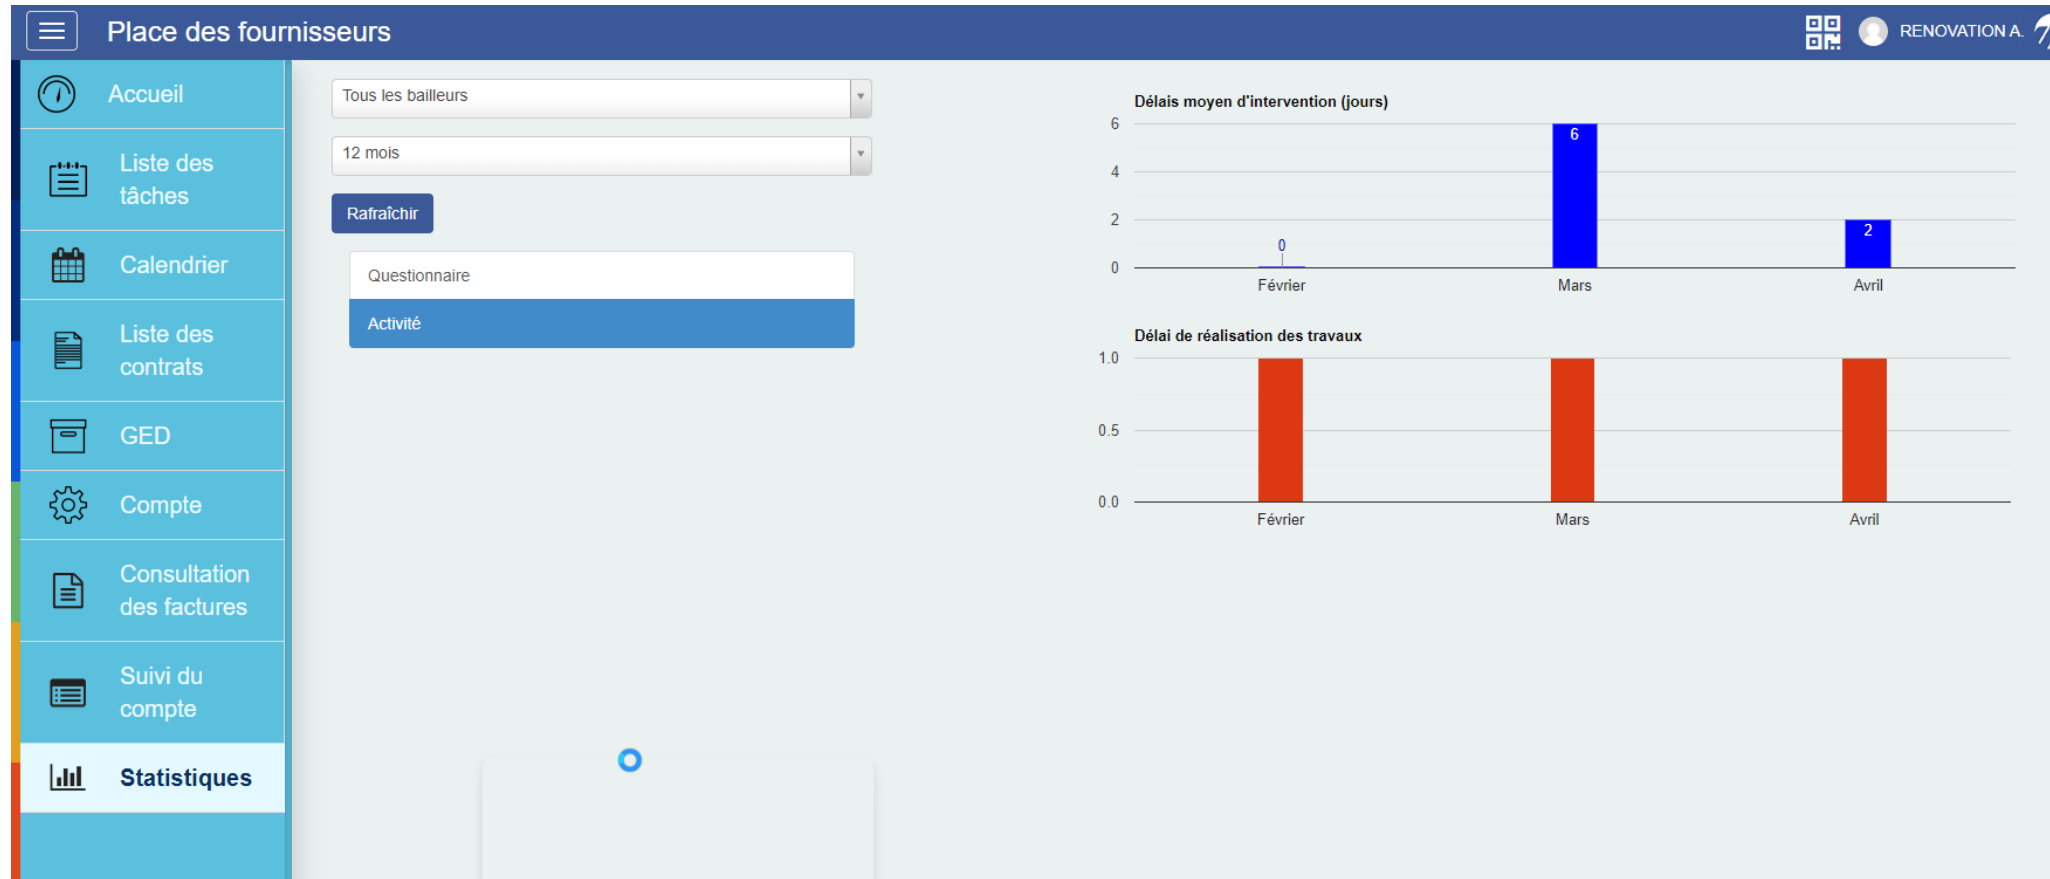 Place des fournisseurs
RENOVATION A.
Accueil
Liste des
tâches
Calendrier
Liste des
contrats
GED
Compte
Consultation
des factures
Suivi du
compte
Statistiques
Tous les bailleurs
12 mois
Rafraîchir
Questionnaire
Activité
Délais moyen d'intervention (jours)
6
4
2
0
0
6
2
Février
Mars
Avril
Délai de réalisation des travaux
1.0
0.5
0.0
Février
Mars
Avril